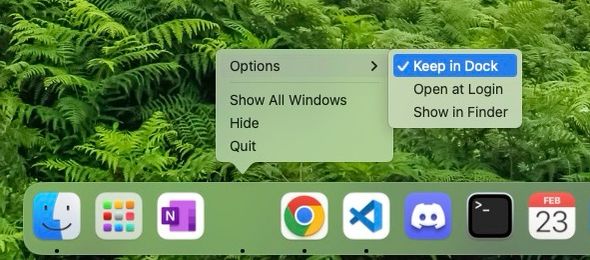 Options
Keep in Dock
Open at Login
Show in Finder
Show All Windows
Hide
Quit
N
>_
FEB
23